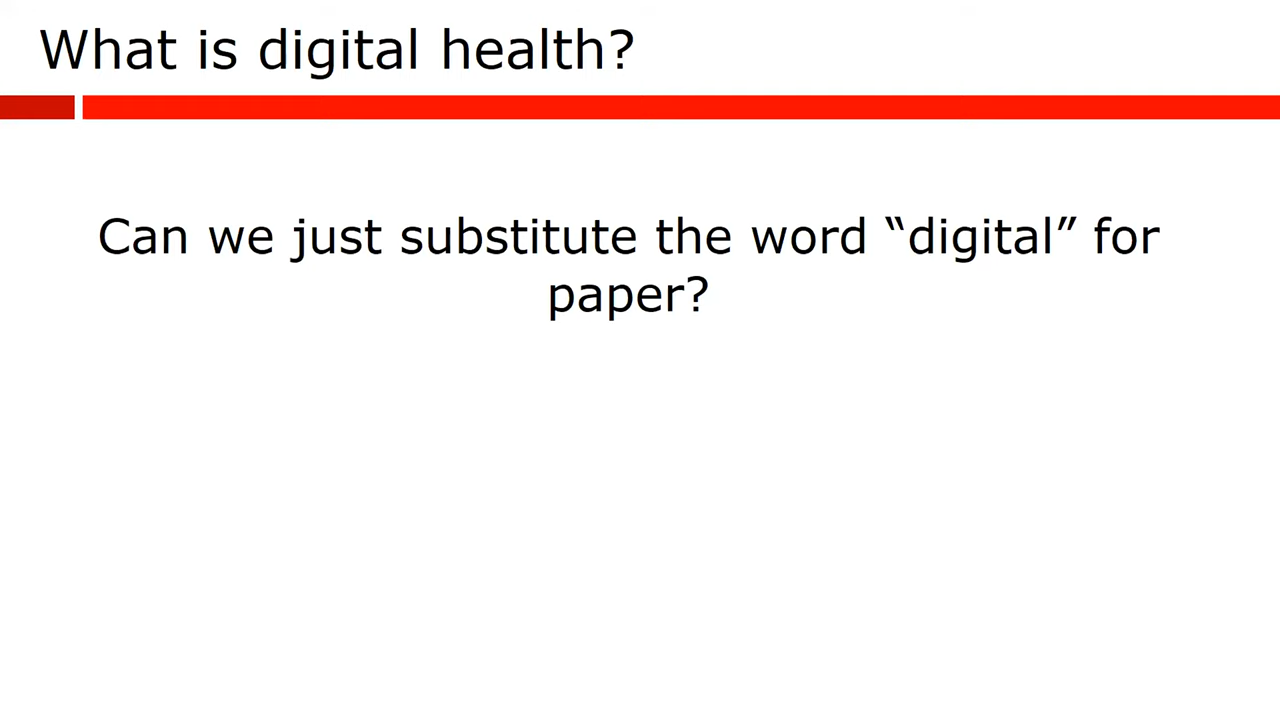 What is digital health?
Can we just substitute the word “digital” for
paper?